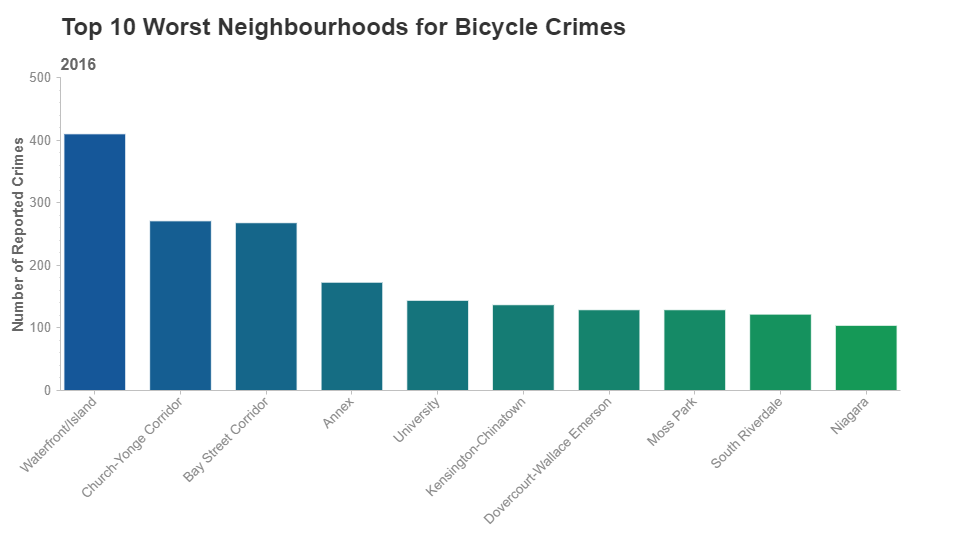 Top 10 Worst Neighbourhoods for Bicycle Crimes
2016
Number of Reported Crimes
500
400
300
200
100
0
Waterfront/Island
Church-Yonge Corridor
Bay Street Corridor
Annex
University
Kensington-Chinatown
Dovercourt-Wallace Emerson
Moss Park
South Riverdale
Niagara